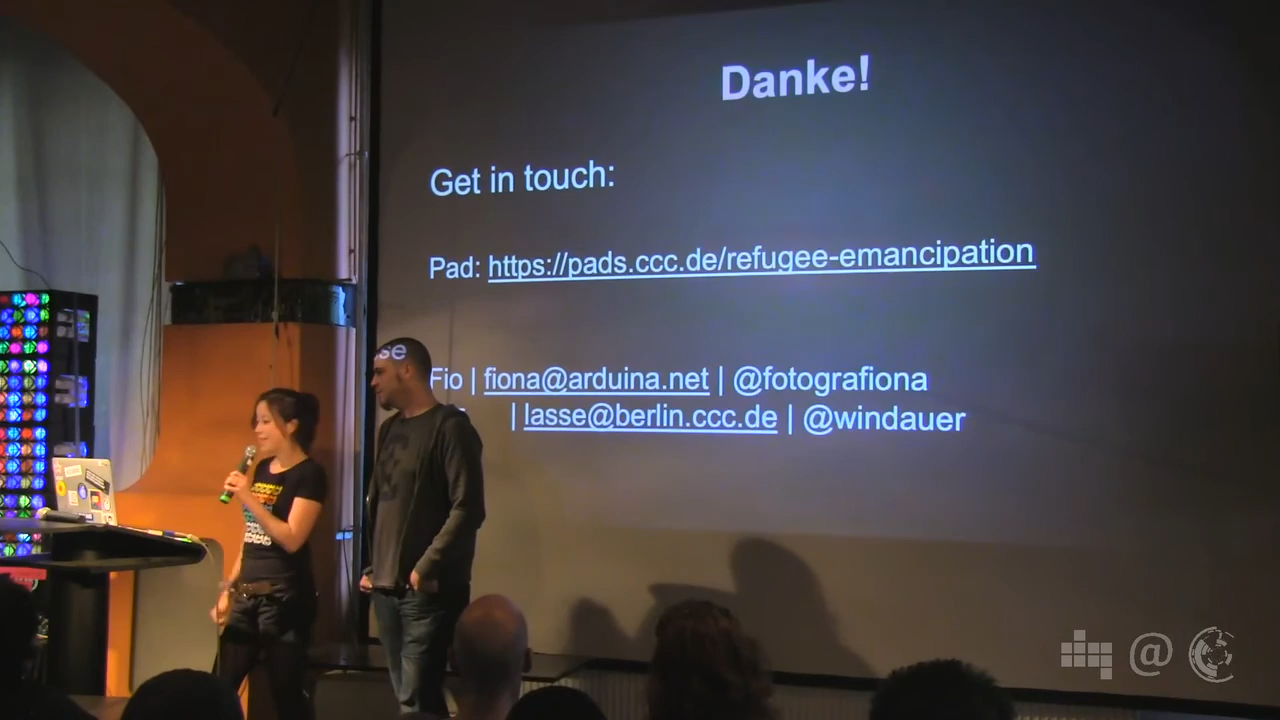 Danke!
Get in touch:
Pad: https://pads.ccc.de/refugee-emancipation
Fio | fiona@arduina.net | @fotografiona
sse | lasse@berlin.ccc.de | @windauer
@